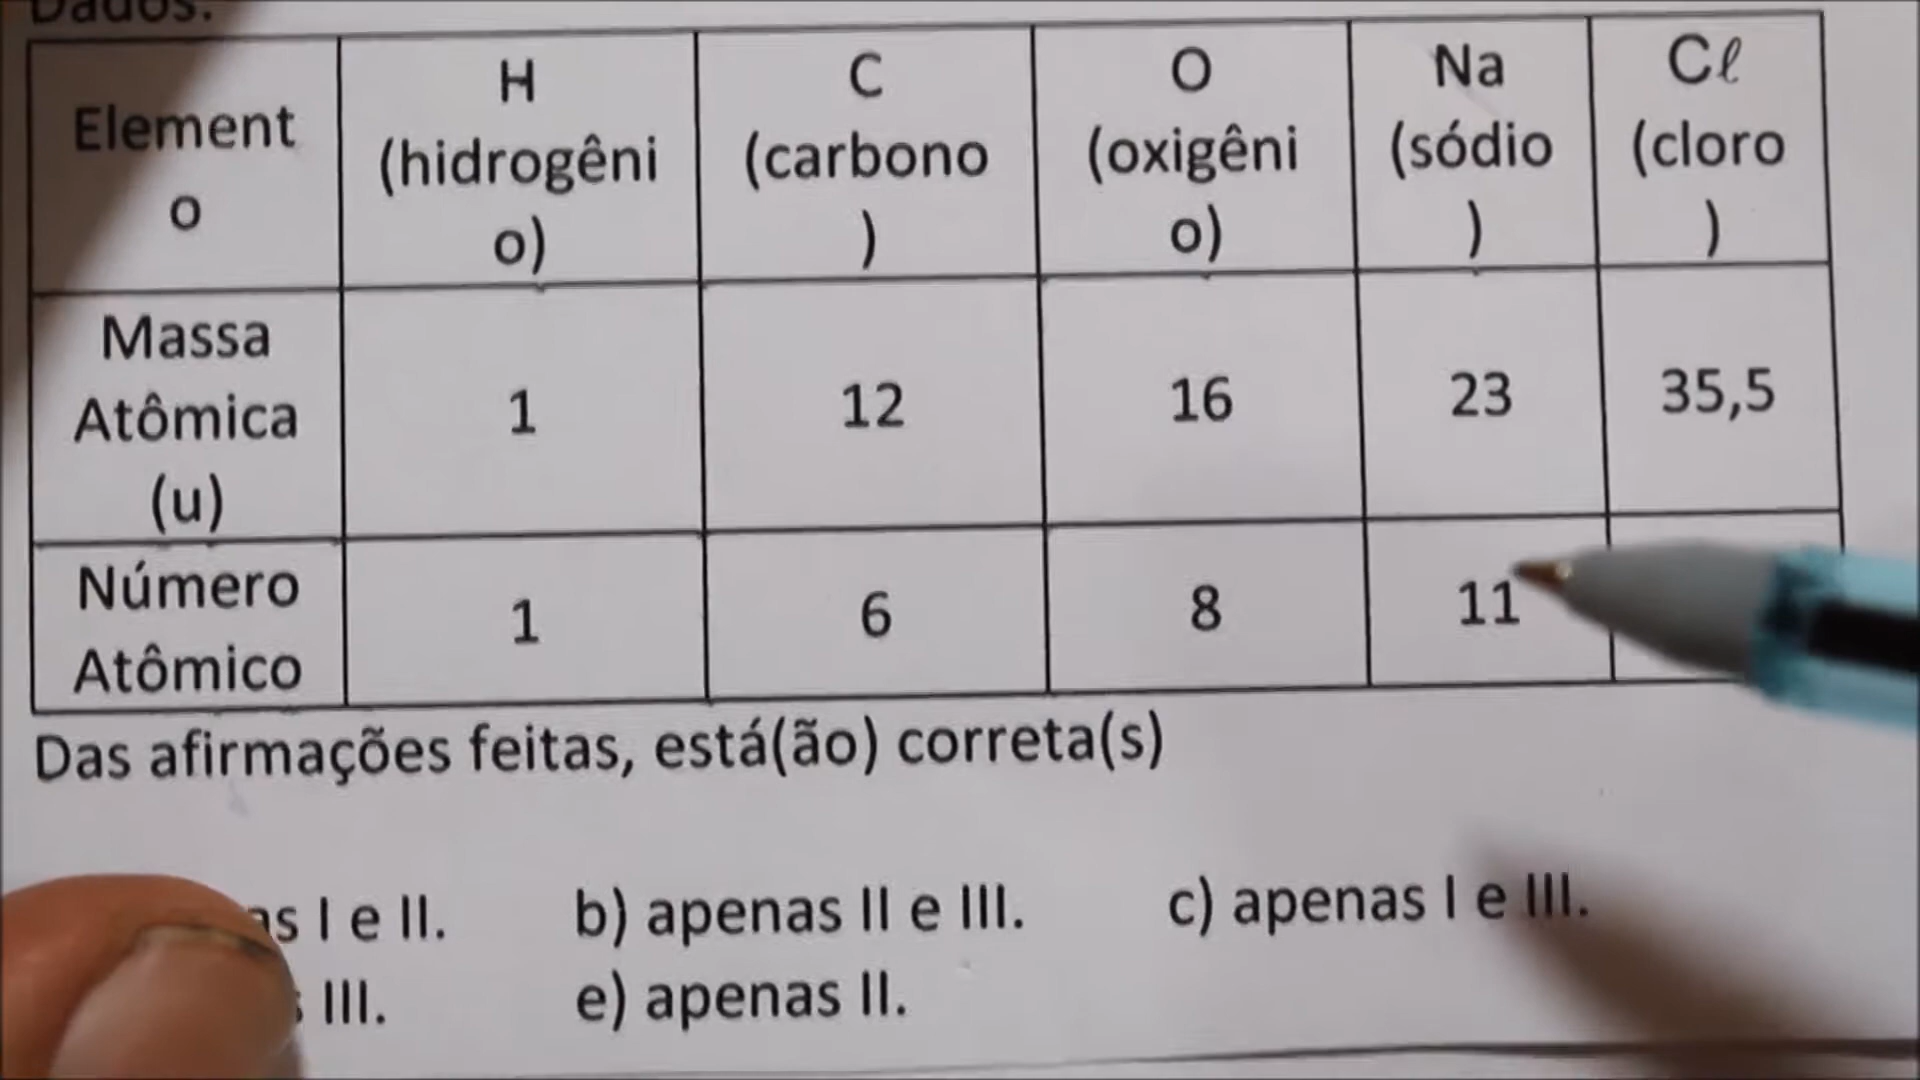 Dados:
Element
o
H
(hidrogêni
o)
C
(carbono
)
O
(oxigêni
o)
Na
(sódio
)
Cℓ
(cloro
)
Massa
Atômica
(u)
1
12
16
23
35,5
Número
Atômico
1
6
8
11
Das afirmações feitas, está(ão) correta(s)
I e II.
b) apenas II e III.
c) apenas I e III.
III.
e) apenas II.